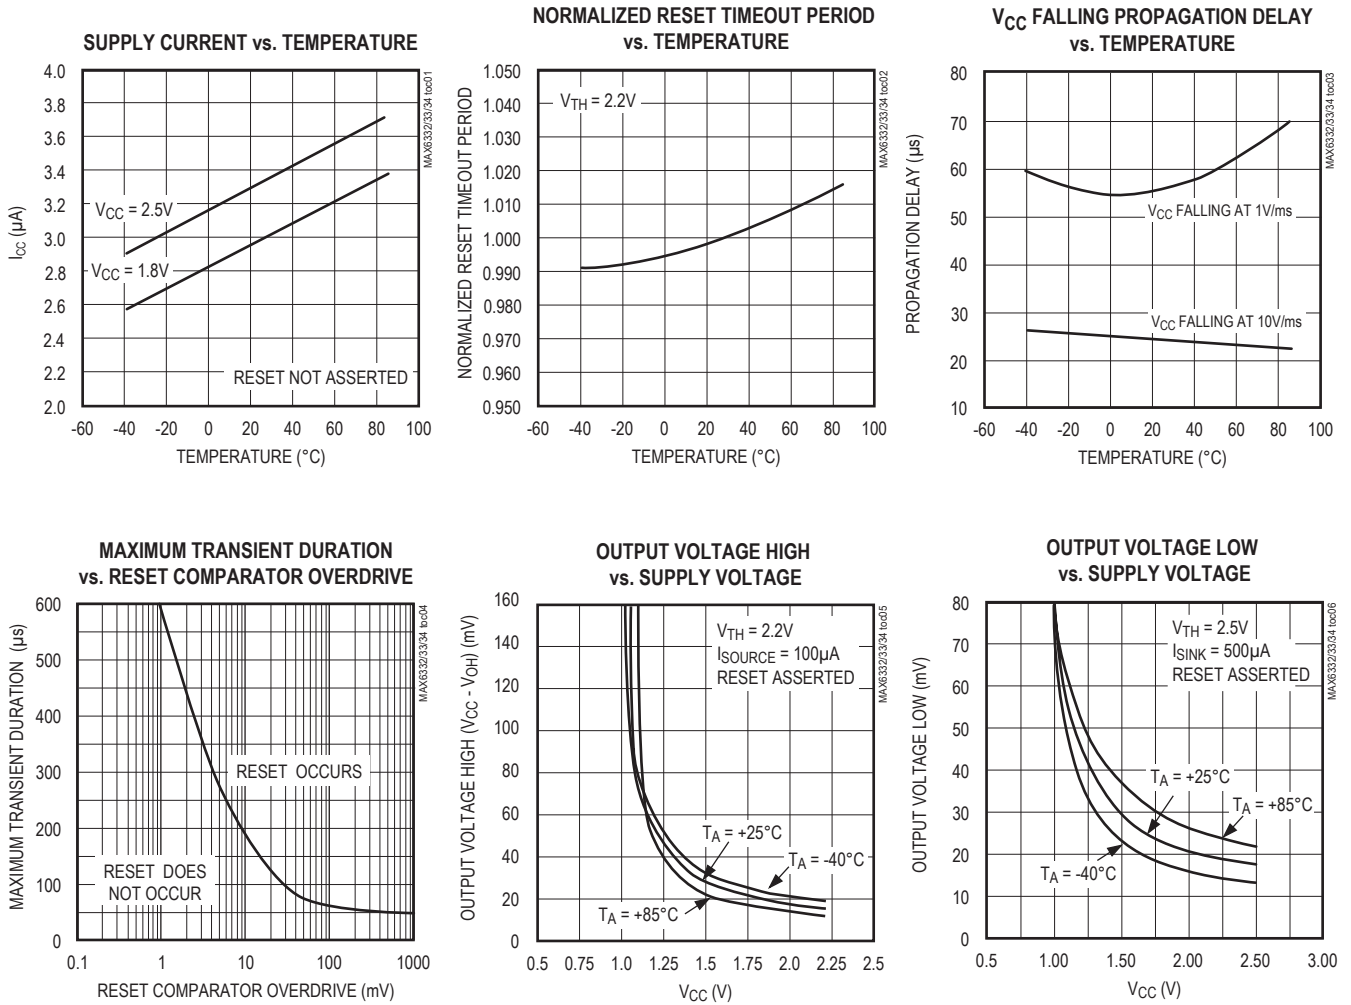 SUPPLY CURRENT vs. TEMPERATURE
4.0
3.8
3.6
3.4
3.2
3.0
2.8
2.6
2.4
2.2
2.0
ICC (µA)
VCC = 2.5V
VCC = 1.8V
RESET NOT ASSERTED
-60 -40 -20 0 20 40 60 80 100
TEMPERATURE (°C)
MAX6332/33/34 toc01
NORMALIZED RESET TIMEOUT PERIOD
vs. TEMPERATURE
1.050
1.040
1.030
1.020
1.010
1.000
0.990
0.980
0.970
0.960
0.950
NORMALIZED RESET TIMEOUT PERIOD
VTH = 2.2V
-60 -40 -20 0 20 40 60 80 100
TEMPERATURE (°C)
MAX6332/33/34 toc02
VCC FALLING PROPAGATION DELAY
vs. TEMPERATURE
80
70
60
50
40
30
20
10
PROPAGATION DELAY (µs)
VCC FALLING AT 1V/ms
VCC FALLING AT 10V/ms
-60 -40 -20 0 20 40 60 80 100
TEMPERATURE (°C)
MAX6332/33/34 toc03
MAXIMUM TRANSIENT DURATION
vs. RESET COMPARATOR OVERDRIVE
600
500
400
300
200
100
0
MAXIMUM TRANSIENT DURATION (µs)
RESET OCCURS
RESET DOES
NOT OCCUR
0.1 1 10 100 1000
RESET COMPARATOR OVERDRIVE (mV)
MAX6332/33/34 toc04
OUTPUT VOLTAGE HIGH
vs. SUPPLY VOLTAGE
160
140
120
100
80
60
40
20
0
OUTPUT VOLTAGE HIGH (VCC - VOH) (mV)
VTH = 2.2V
ISOURCE = 100µA
RESET ASSERTED
TA = +25°C
TA = -40°C
TA = +85°C
0.5 0.75 1.0 1.25 1.5 1.75 2.0 2.25 2.5
VCC (V)
MAX6332/33/34 toc05
OUTPUT VOLTAGE LOW
vs. SUPPLY VOLTAGE
80
70
60
50
40
30
20
10
0
OUTPUT VOLTAGE LOW (mV)
VTH = 2.5V
ISINK = 500µA
RESET ASSERTED
TA = +25°C
TA = +85°C
TA = -40°C
0.5 1.00 1.50 2.00 2.50 3.00
VCC (V)
MAX6332/33/34 toc06